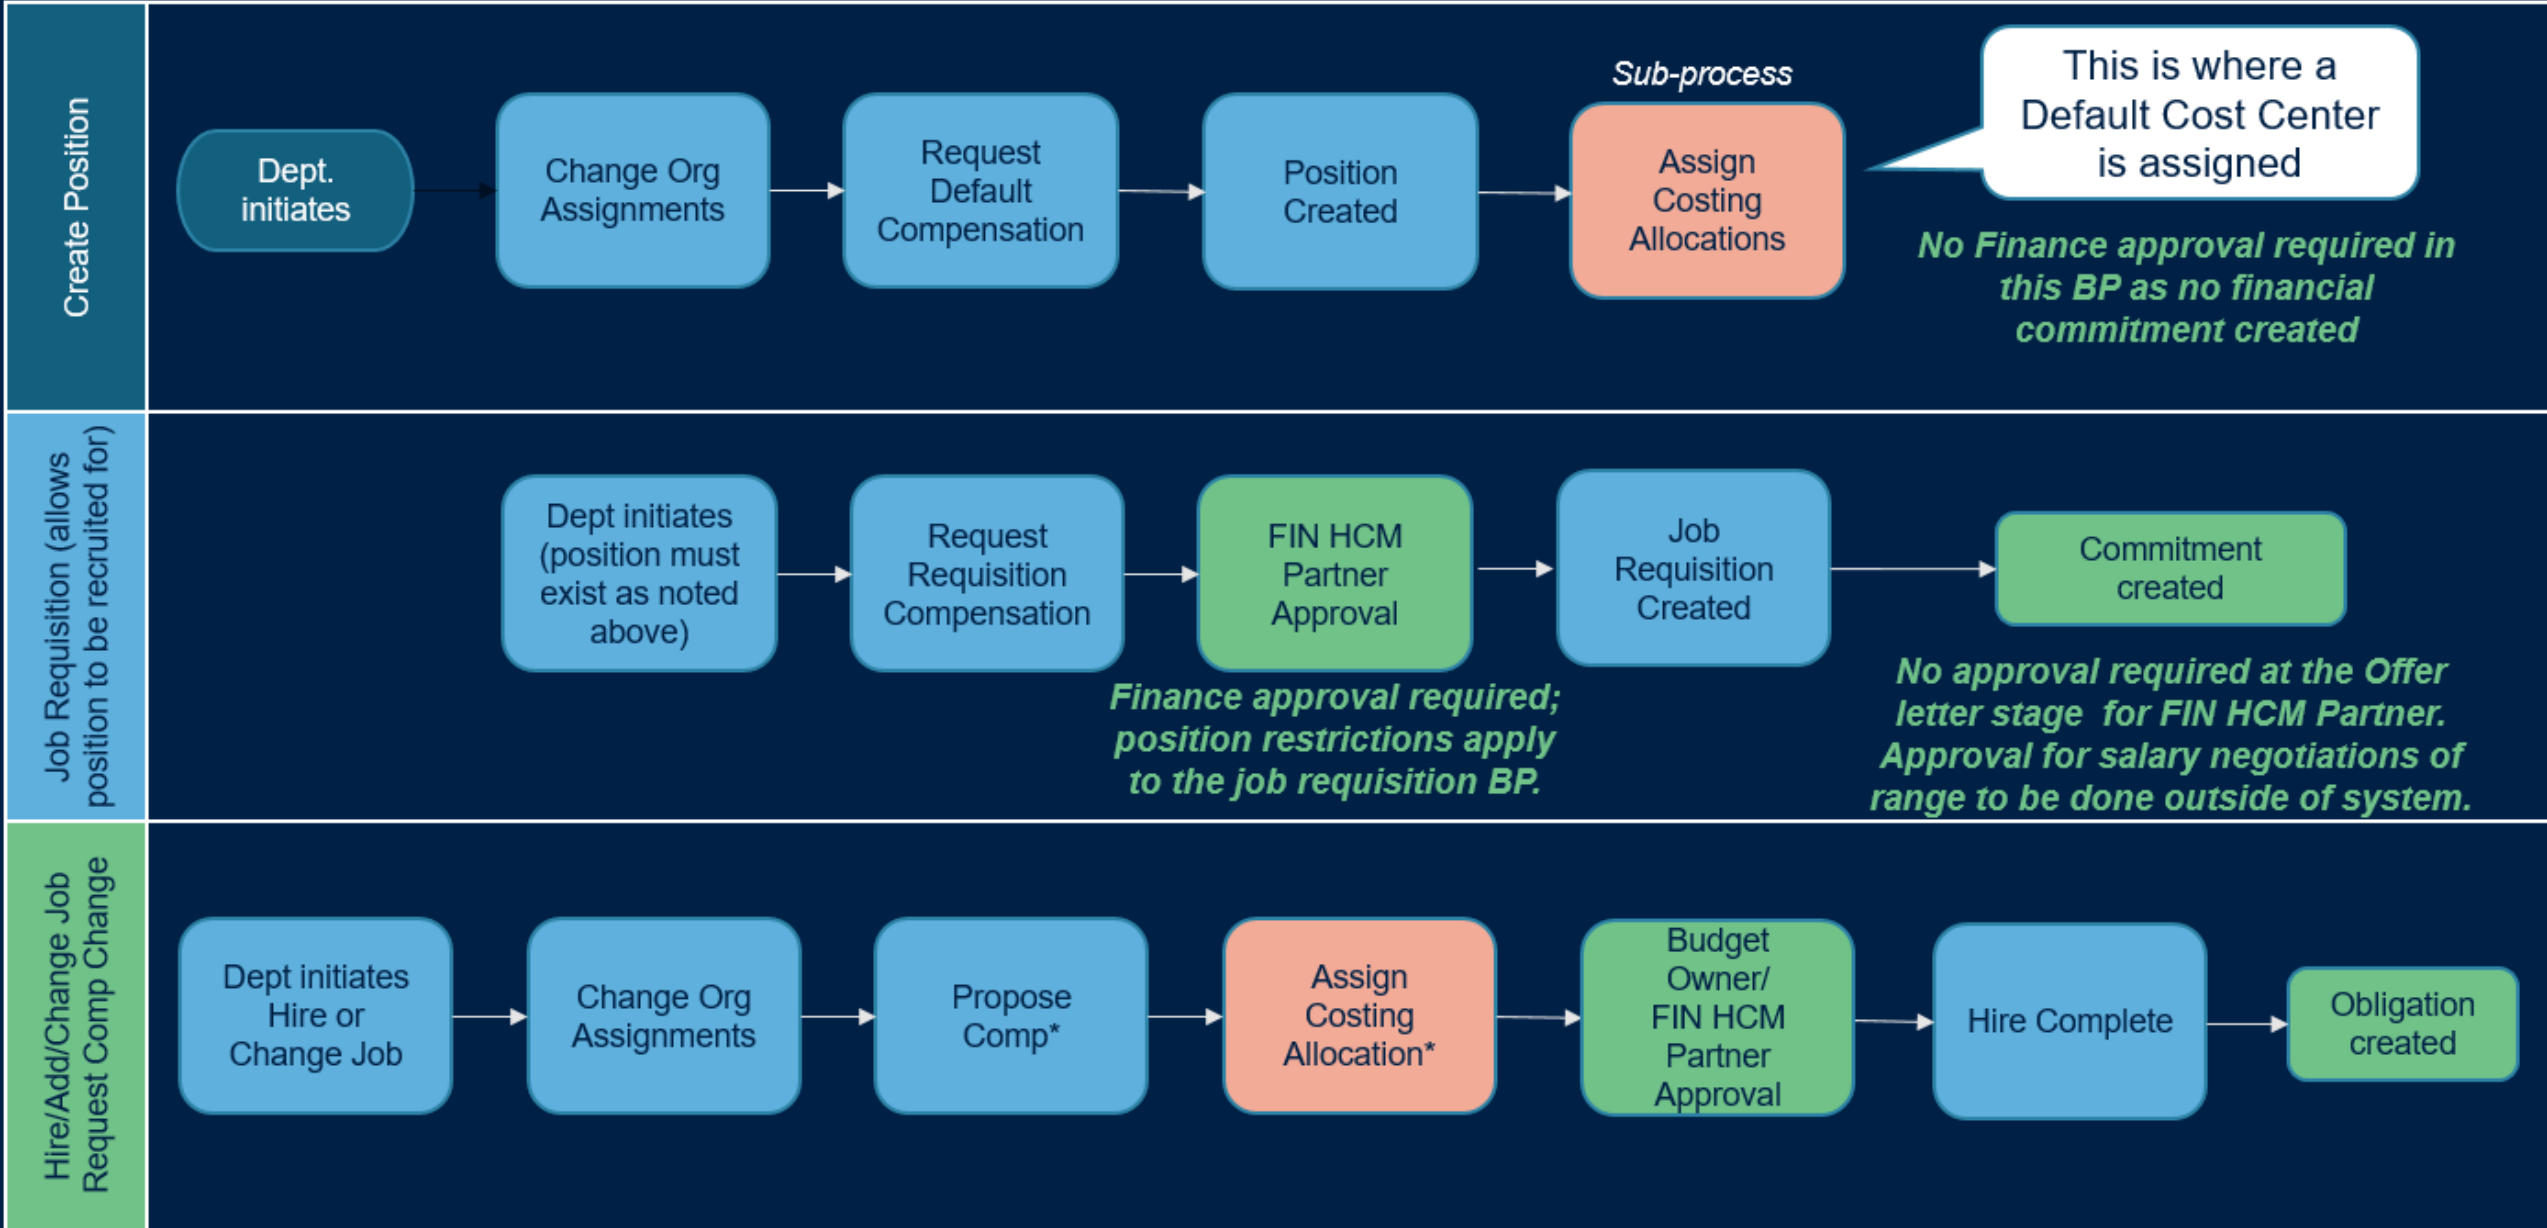 Create Position
Dept.
initiates
Change Org
Assignments
Request
Default
Compensation
Position
Created
Sub-process
Assign
Costing
Allocations
This is where a
Default Cost Center
is assigned
No Finance approval required in
this BP as no financial
commitment created
Job Requisition (allows
position to be recruited for)
Dept initiates
(position must
exist as noted
above)
Request
Requisition
Compensation
FIN HCM
Partner
Approval
Finance approval required;
position restrictions apply
to the job requisition BP.
Job
Requisition
Created
Commitment
created
No approval required at the Offer
letter stage for FIN HCM Partner.
Approval for salary negotiations of
range to be done outside of system.
Hire/Add/Change Job
Request Comp Change
Dept initiates
Hire or
Change Job
Change Org
Assignments
Propose
Comp*
Assign
Costing
Allocation*
Budget
Owner/
FIN HCM
Partner
Approval
Hire Complete
Obligation
created